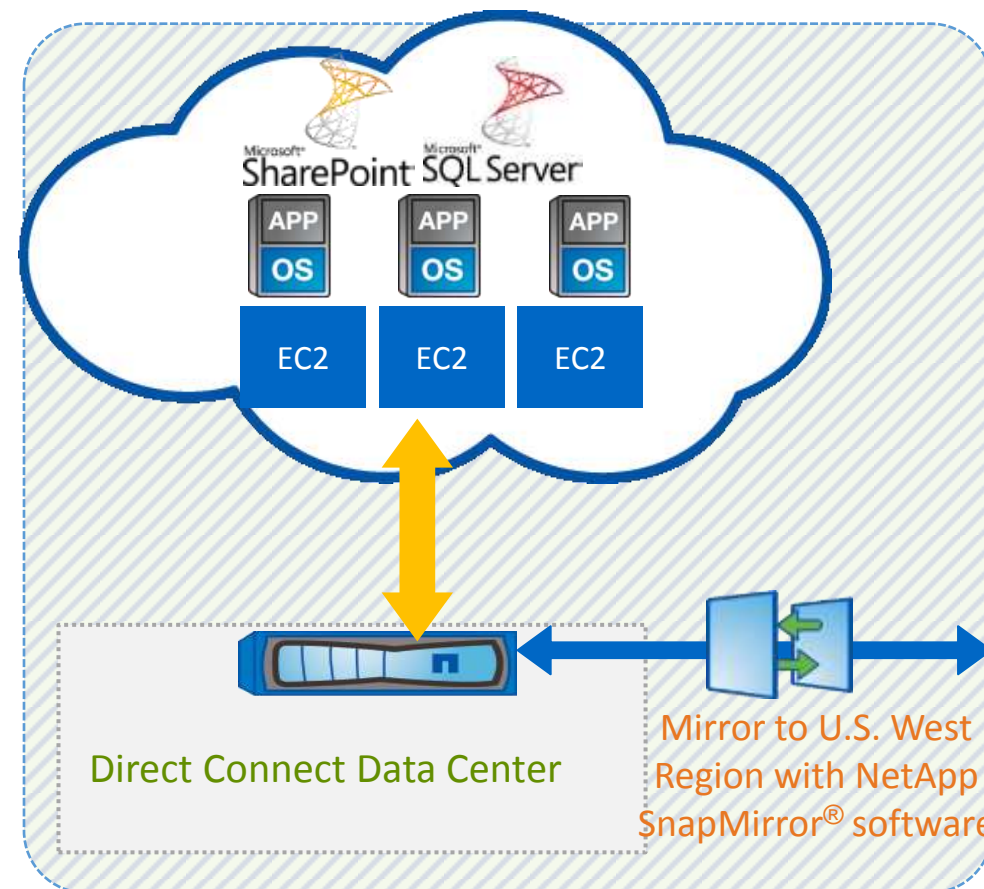 Microsoft®
SharePoint®
Microsoft®
SQL Server®
APP
OS
APP
OS
APP
OS
EC2
EC2
EC2
Direct Connect Data Center
Mirror to U.S. West
Region with NetApp
SnapMirror® software